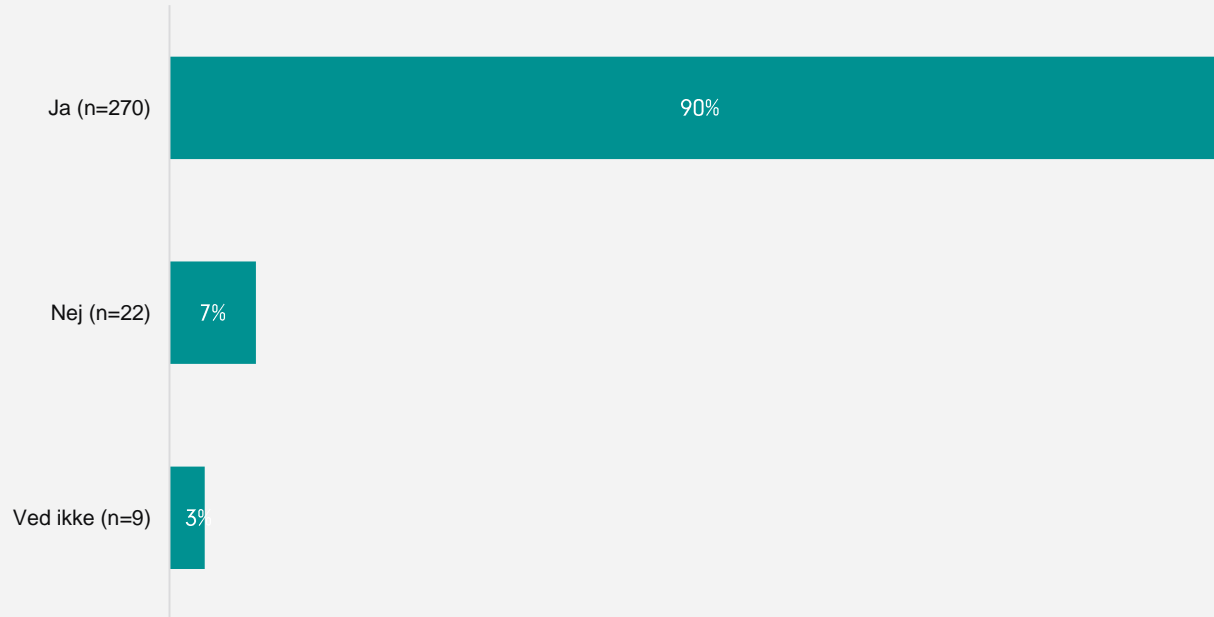 Ja (n=270) 90%
Nej (n=22) 7%
Ved ikke (n=9) 3%